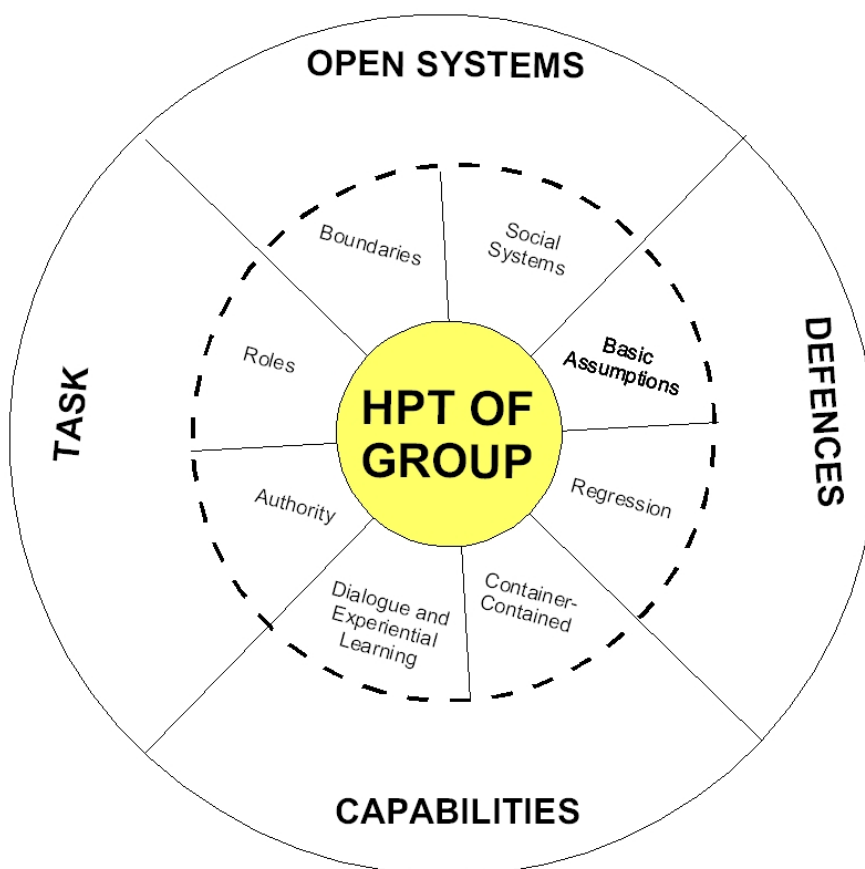 OPEN SYSTEMS
Boundaries
Social
Systems
TASK
Roles
HPT OF
GROUP
Basic
Assumptions
DEFENCES
Authority
Regression
Dialogue and
Experiential
Learning
Container-
Contained
CAPABILITIES